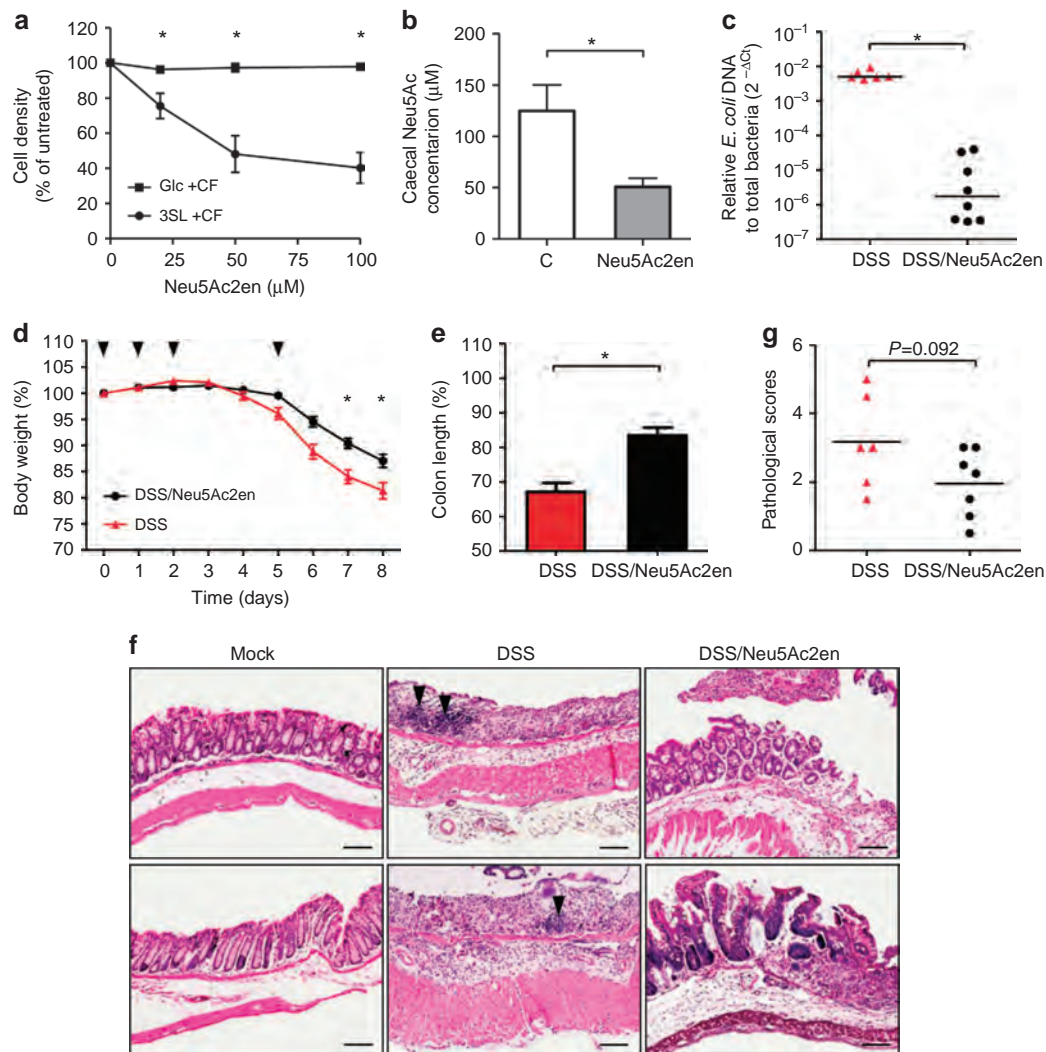 a
Cell density
(% of untreated)
120
100
80
60
40
20
0
* * *
Glc +CF
3SL +CF
0 25 50 75 100
Neu5Ac2en (μM)
b
Caecal Neu5Ac
concentarion (μM)
200
150
100
50
0
*
C Neu5Ac2en
c
Relative E. coli DNA
to total bacteria (2 –ΔCt)
10–1
10–2
10–3
10–4
10–5
10–6
10–7
*
DSS DSS/Neu5Ac2en
d
Body weight (%)
110
105
100
95
90
85
80
75
70
* *
DSS/Neu5Ac2en
DSS
0 1 2 3 4 5 6 7 8
Time (days)
e
Colon length (%)
100
90
80
70
60
50
*
DSS DSS/Neu5Ac2en
g
Pathological scores
6
4
2
0
P=0.092
DSS DSS/Neu5Ac2en
f
Mock DSS DSS/Neu5Ac2en